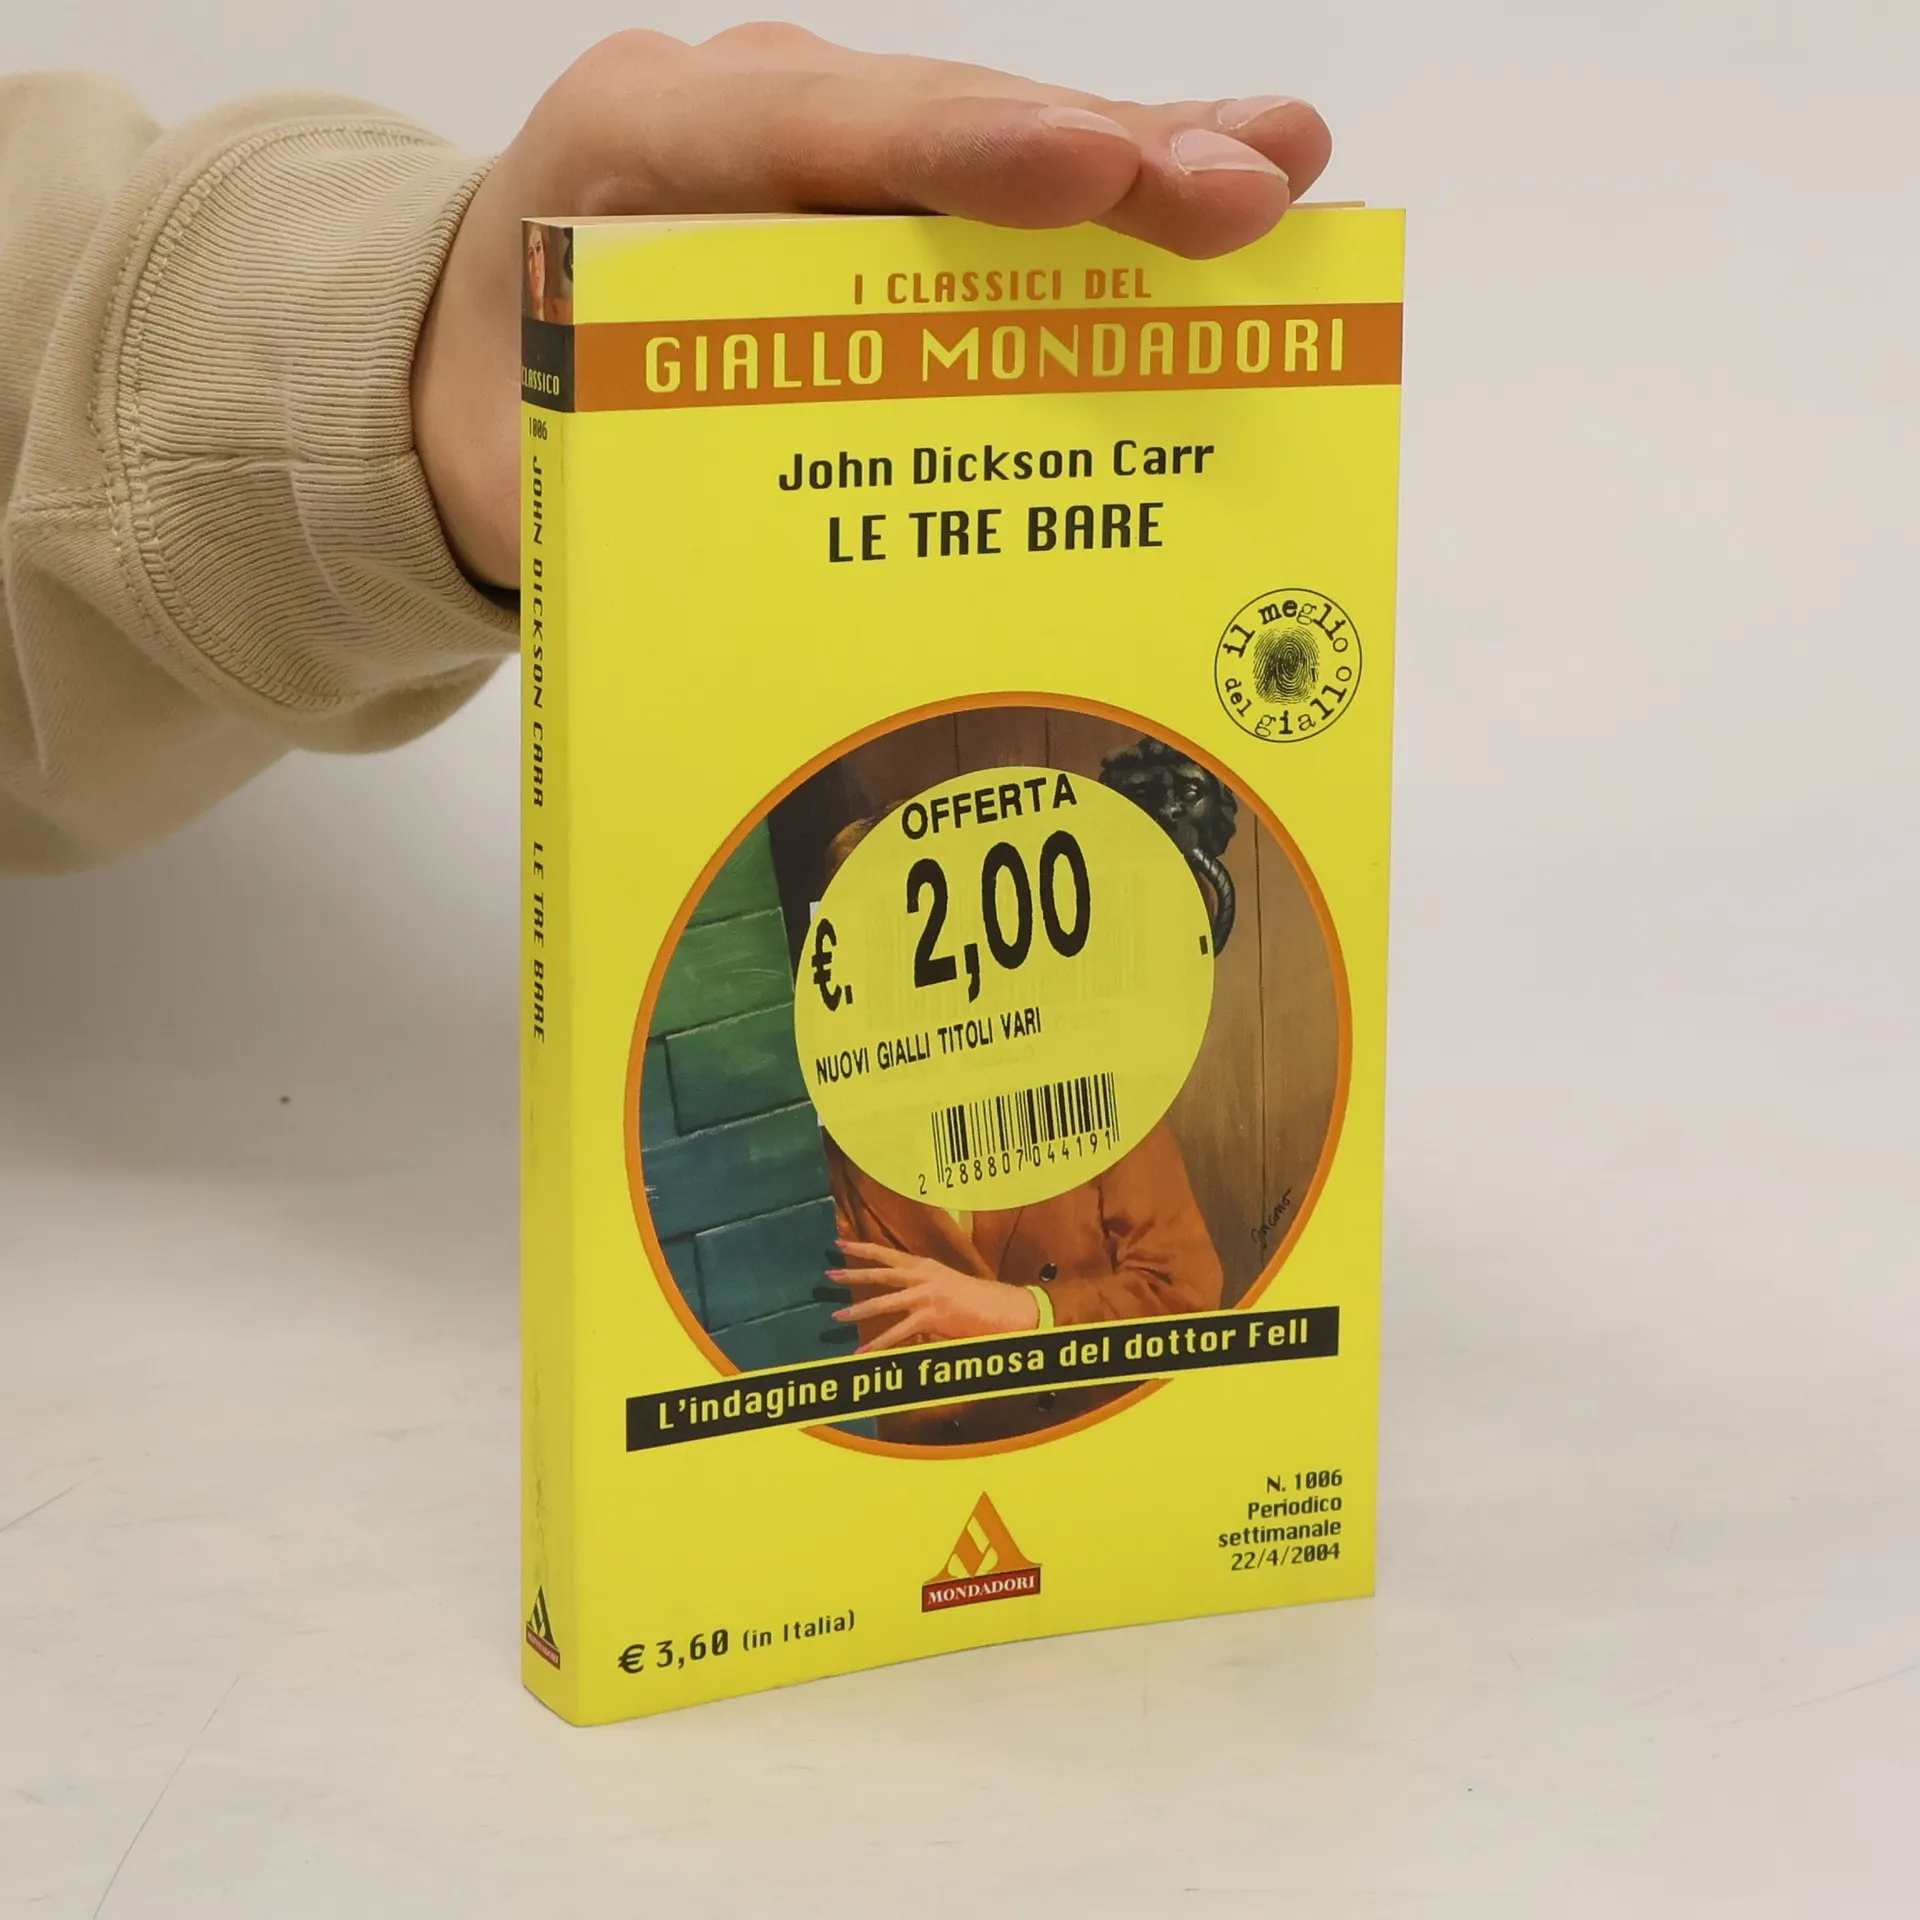 I CLASSICI DEL
GIALLO MONDADORI
John Dickson Carr
LE TRE BARE
il meglio del giallo
OFFERTA
€. 2,00
NUOVI GIALLI TITOLI VARI
2 288807 044191
L'indagine più famosa del dottor Fell
N. 1006
Periodico
settimanale
22/4/2004
MONDADORI
€ 3,60 (in Italia)
CLASSICO
1006
JOHN DICKSON CARR LE TRE BARE
MONDADORI